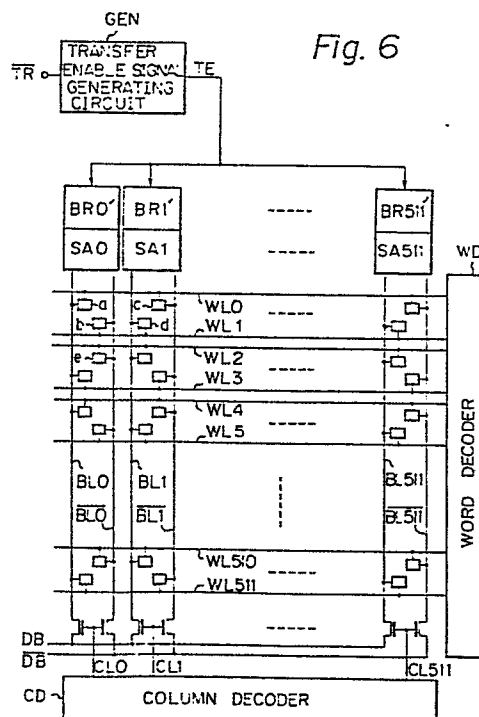 GEN
Fig. 6
TRANSFER
ENABLE SIGNAL
GENERATING
CIRCUIT
TR
TE
BR0' BR1' BR511'
SA0 SA1 SA511
WD
a c WL0
b d WL1
e WL2
WL3
WL4
WL5
BL0 BL1 BL511
BL0 BL1 BL511
WORD DECODER
WL510
WL511
DB
DB
CL0 CL1 CL511
CD COLUMN DECODER